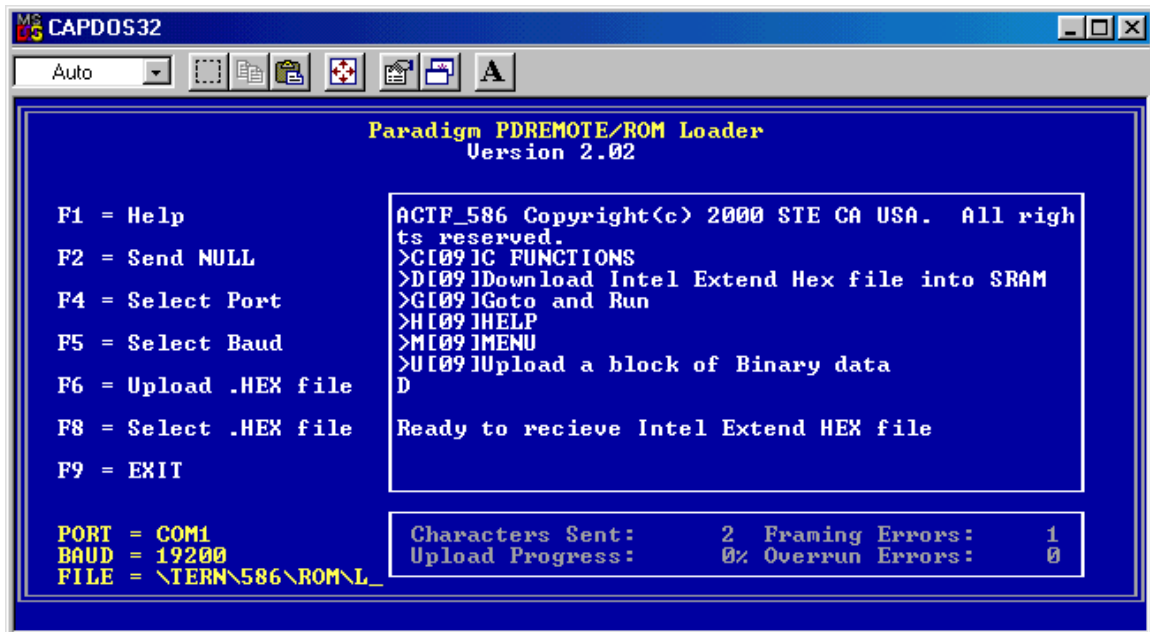 CAPDOS32
Auto
A
Paradigm PDREMOTE/ROM Loader
Version 2.02
F1 = Help
F2 = Send NULL
F4 = Select Port
F5 = Select Baud
F6 = Upload .HEX file
F8 = Select .HEX file
F9 = EXIT
ACTF_586 Copyright(c) 2000 STE CA USA.  All righ
ts reserved.
>C[09]C FUNCTIONS
>D[09]Download Intel Extend Hex file into SRAM
>G[09]Goto and Run
>H[09]HELP
>M[09]MENU
>U[09]Upload a block of Binary data
D
Ready to recieve Intel Extend HEX file
PORT = COM1
BAUD = 19200
FILE = \TERN\586\ROM\L_
Characters Sent: 2 Framing Errors: 1
Upload Progress: 0% Overrun Errors: 0